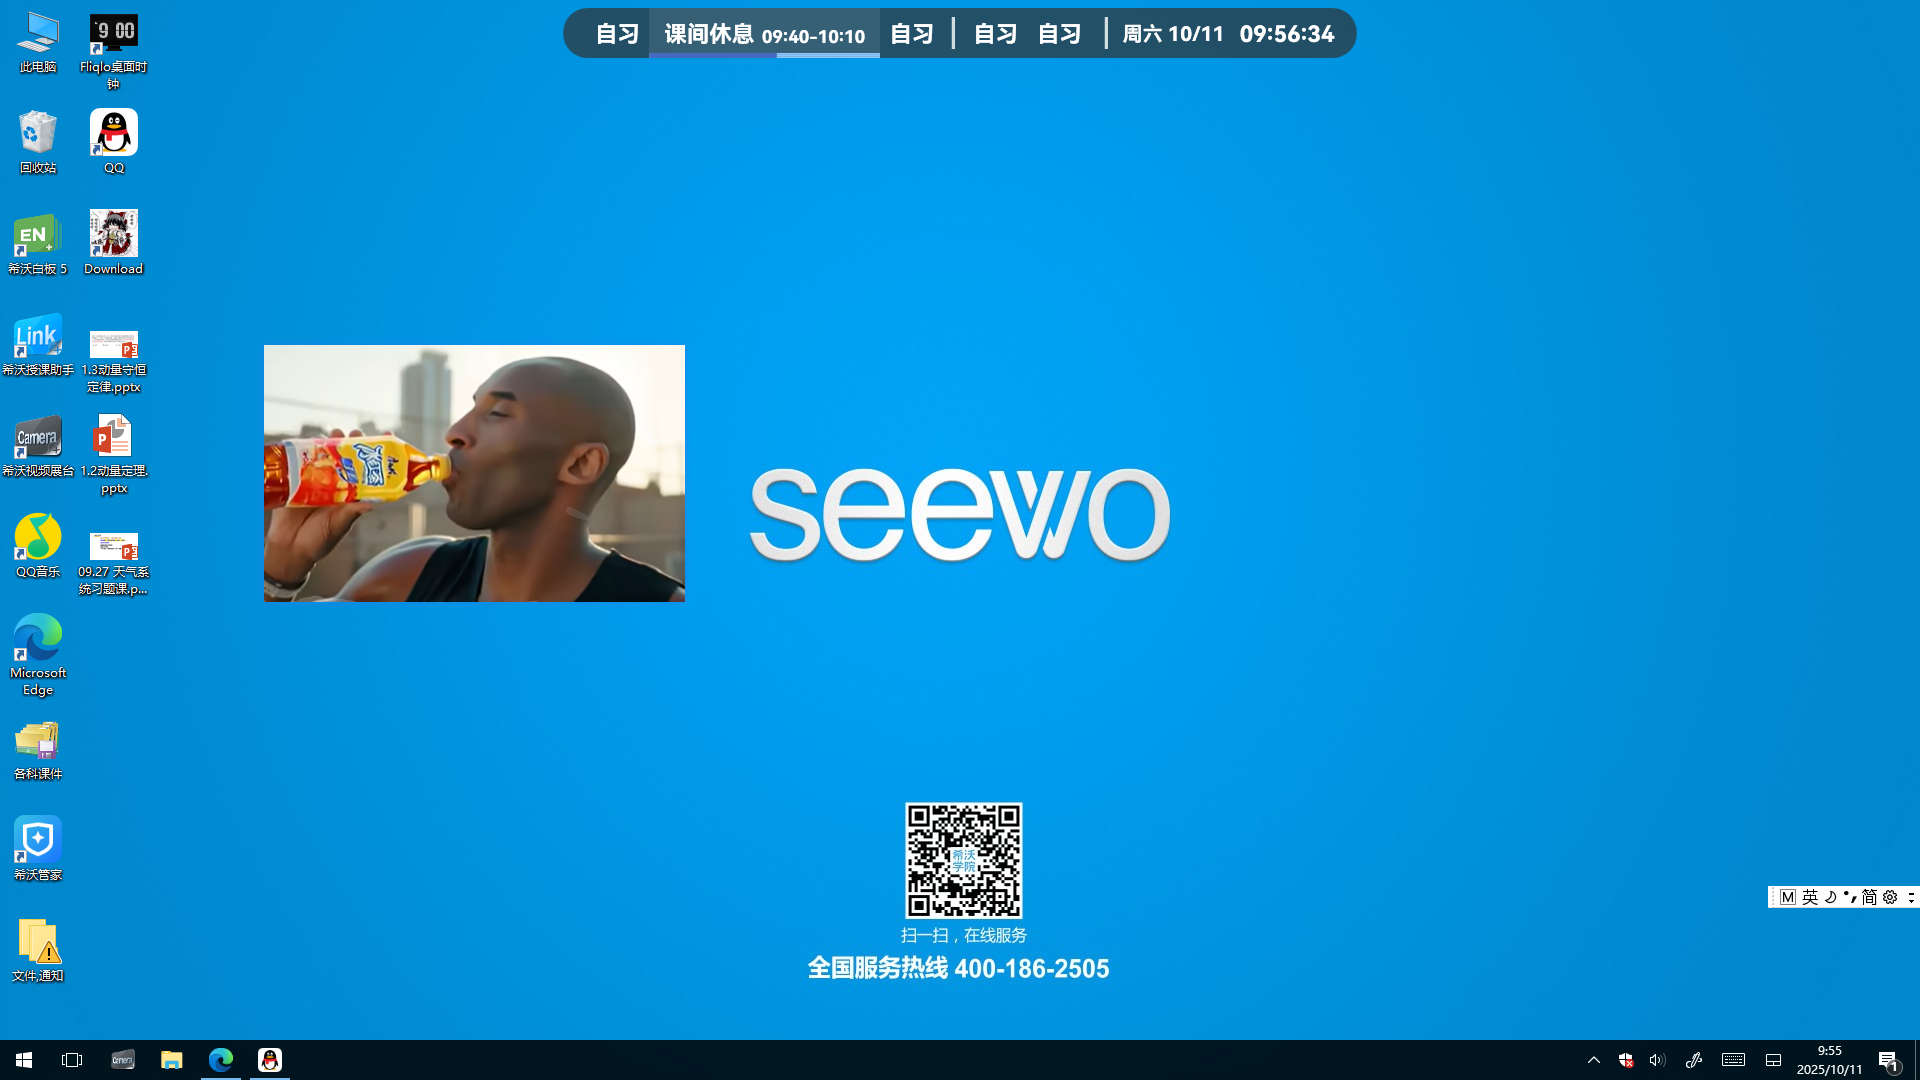 自习 课间休息 09:40-10:10 自习 | 自习 自习 | 周六 10/11 09:56:34
此电脑
9 00
Fliqlo桌面时
钟
回收站
QQ
EN
希沃白板 5
Download
Link
希沃授课助手
1.3动量守恒
定律.pptx
Camera
希沃视频展台
P
1.2动量定理.
pptx
QQ音乐
09.27 天气系
统习题课.p...
Microsoft
Edge
各科课件
希沃管家
文件,通知
seewo
希沃
学院
扫一扫，在线服务
全国服务热线 400-186-2505
M 英 简
Camera
9:55
2025/10/11
1